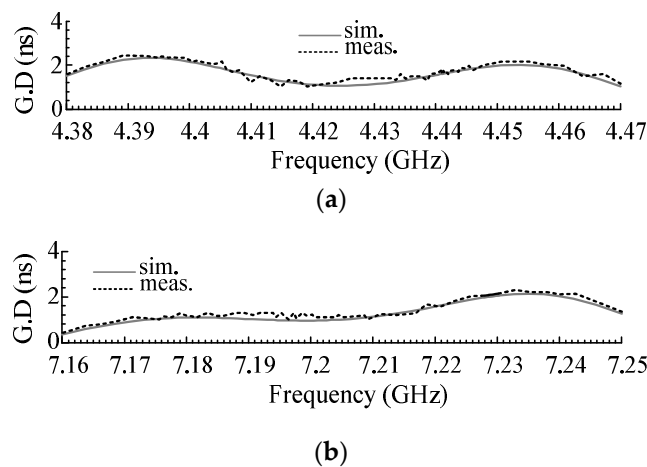 4
2
0
G.D (ns)
sim.
meas.
4.38 4.39 4.4 4.41 4.42 4.43 4.44 4.45 4.46 4.47
Frequency (GHz)
(a)
4
2
0
G.D (ns)
sim.
meas.
7.16 7.17 7.18 7.19 7.2 7.21 7.22 7.23 7.24 7.25
Frequency (GHz)
(b)